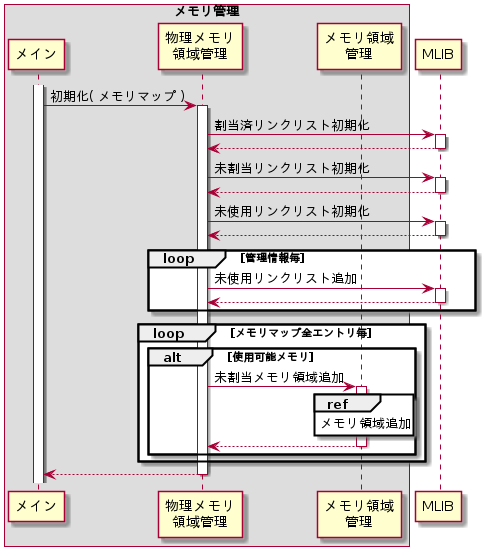 メモリ管理
メイン
物理メモリ
領域管理
メモリ領域
管理
MLIB
初期化( メモリマップ )
割当済リンクリスト初期化
未割当リンクリスト初期化
未使用リンクリスト初期化
loop [管理情報毎]
未使用リンクリスト追加
loop [メモリマップ全エントリ毎]
alt [使用可能メモリ]
未割当メモリ領域追加
ref
メモリ領域追加
メイン
物理メモリ
領域管理
メモリ領域
管理
MLIB